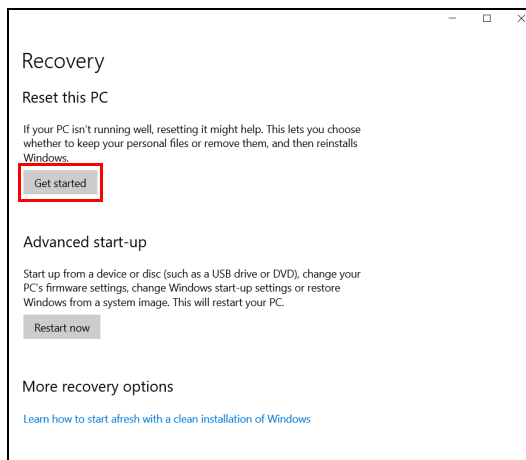 Recovery
Reset this PC
If your PC isn't running well, resetting it might help. This lets you choose
whether to keep your personal files or remove them, and then reinstalls
Windows.
Get started
Advanced start-up
Start up from a device or disc (such as a USB drive or DVD), change your
PC's firmware settings, change Windows start-up settings or restore
Windows from a system image. This will restart your PC.
Restart now
More recovery options
Learn how to start afresh with a clean installation of Windows